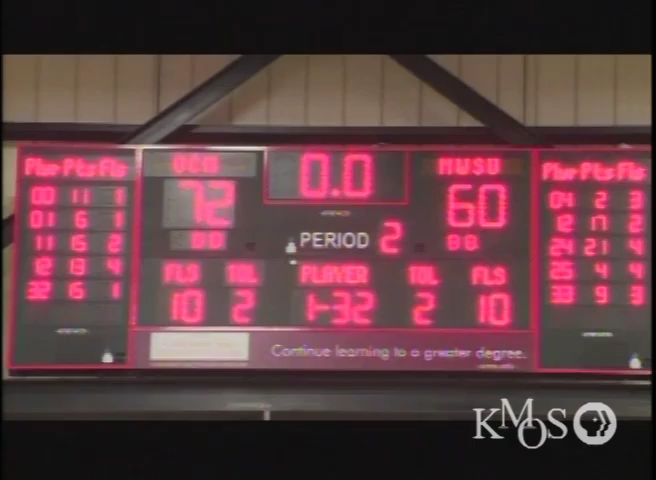 Plyr Pts Fls
00 11 1
01 6 1
11 15 2
12 13 4
32 15 1
0.0
72
MWSU
60
PERIOD 2
FLS TOL PLAYER TOL FLS
10 2 1-32 2 10
Plyr Pts Fls
04 2 3
12 17 2
24 21 4
25 4 4
33 9 3
Continue learning to a greater degree.
KMOS PBS